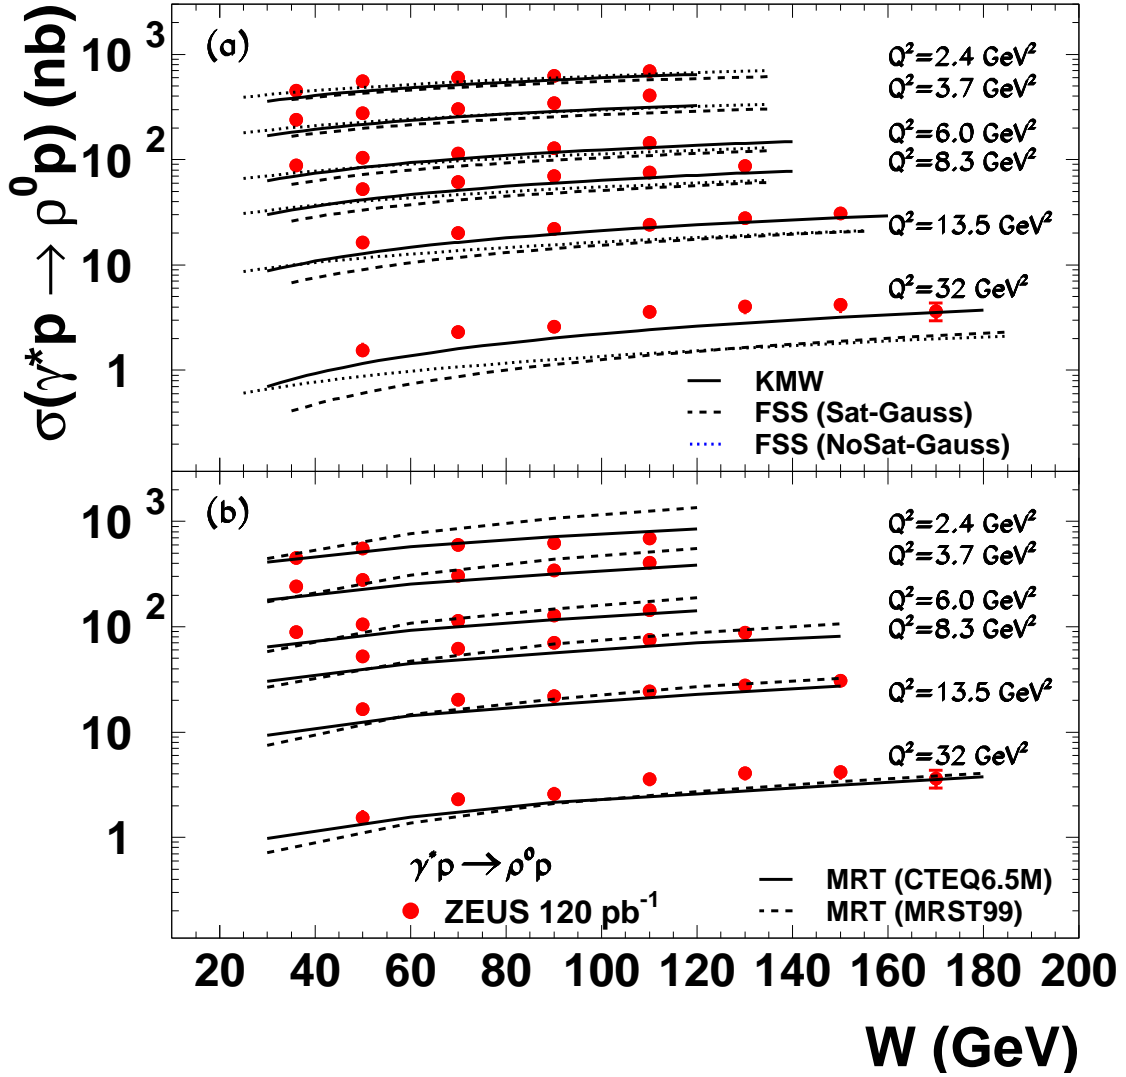 σ(γ*p → ρ⁰p) (nb)
(a)
10³
10²
10
1
Q²=2.4 GeV²
Q²=3.7 GeV²
Q²=6.0 GeV²
Q²=8.3 GeV²
Q²=13.5 GeV²
Q²=32 GeV²
KMW
FSS (Sat-Gauss)
FSS (NoSat-Gauss)
(b)
10³
10²
10
1
Q²=2.4 GeV²
Q²=3.7 GeV²
Q²=6.0 GeV²
Q²=8.3 GeV²
Q²=13.5 GeV²
Q²=32 GeV²
γ*p → ρ⁰p
ZEUS 120 pb⁻¹
MRT (CTEQ6.5M)
MRT (MRST99)
20 40 60 80 100 120 140 160 180 200
W (GeV)